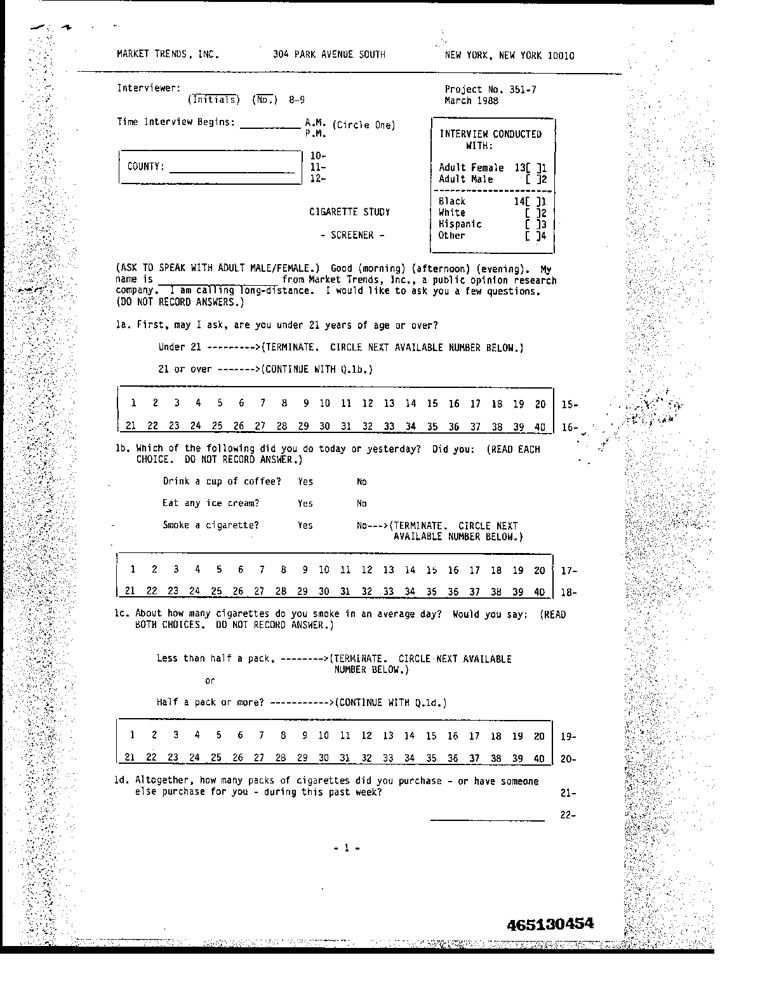 MARKET TRENDS, INC. 304 PARK AVENUE SOUTH NEW YORK, NEW YORK 10010
Interviewer:
(Initials) (No.) 8-9
Project No. 351-7
March 1988
Time Interview Begins: __________ A.M. (Circle One)
P.M.
INTERVIEW CONDUCTED
WITH:
10-
COUNTY: ____________________ 11-
12-
Adult Female 13[ ]1
Adult Male [ ]2
Black 14[ ]1
White [ ]2
Hispanic [ ]3
Other [ ]4
CIGARETTE STUDY
- SCREENER -
(ASK TO SPEAK WITH ADULT MALE/FEMALE.) Good (morning) (afternoon) (evening). My
name is ____________________ from Market Trends, Inc., a public opinion research
company. I am calling long-distance. I would like to ask you a few questions.
(DO NOT RECORD ANSWERS.)
1a. First, may I ask, are you under 21 years of age or over?
Under 21 --------->(TERMINATE. CIRCLE NEXT AVAILABLE NUMBER BELOW.)
21 or over ------->(CONTINUE WITH Q.1b.)
1 2 3 4 5 6 7 8 9 10 11 12 13 14 15 16 17 18 19 20 15-
21 22 23 24 25 26 27 28 29 30 31 32 33 34 35 36 37 38 39 40 16-
1b. Which of the following did you do today or yesterday? Did you: (READ EACH
CHOICE. DO NOT RECORD ANSWER.)
Drink a cup of coffee? Yes No
Eat any ice cream? Yes No
Smoke a cigarette? Yes No--->(TERMINATE. CIRCLE NEXT
AVAILABLE NUMBER BELOW.)
1 2 3 4 5 6 7 8 9 10 11 12 13 14 15 16 17 18 19 20 17-
21 22 23 24 25 26 27 28 29 30 31 32 33 34 35 36 37 38 39 40 18-
1c. About how many cigarettes do you smoke in an average day? Would you say: (READ
BOTH CHOICES. DO NOT RECORD ANSWER.)
Less than half a pack, -------->(TERMINATE. CIRCLE NEXT AVAILABLE
NUMBER BELOW.)
or
Half a pack or more? ----------->(CONTINUE WITH Q.1d.)
1 2 3 4 5 6 7 8 9 10 11 12 13 14 15 16 17 18 19 20 19-
21 22 23 24 25 26 27 28 29 30 31 32 33 34 35 36 37 38 39 40 20-
1d. Altogether, how many packs of cigarettes did you purchase - or have someone
else purchase for you - during this past week? 21-
____________________ 22-
- 1 -
465130454